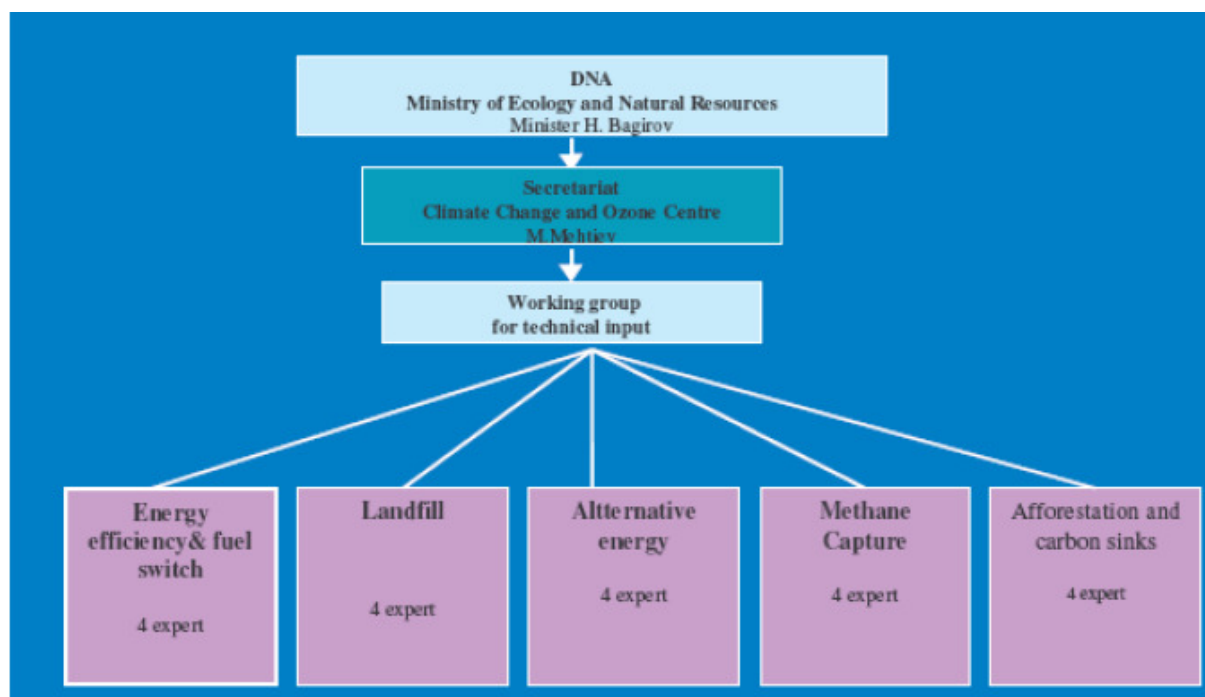 DNA
Ministry of Ecology and Natural Resources
Minister H. Bagirov
Secretariat
Climate Change and Ozone Centre
M.Mehtiev
Working group
for technical input
Energy
efficiency& fuel
switch
4 expert
Landfill
4 expert
Altternative
energy
4 expert
Methane
Capture
4 expert
Afforestation and
carbon sinks
4 expert